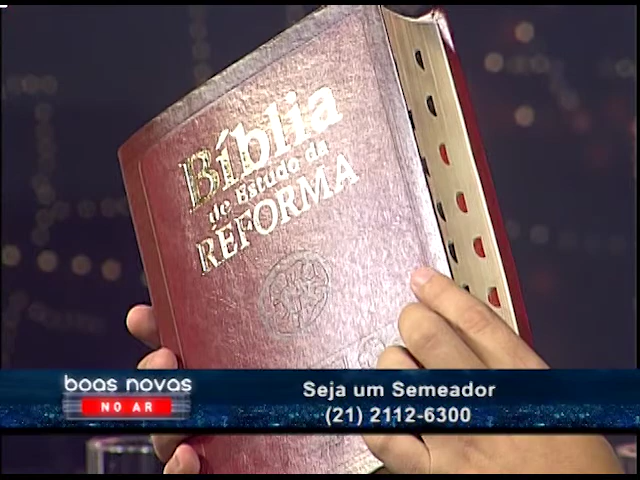 Bíblia
de Estudo da
REFORMA
boas novas
NO AR
Seja um Semeador
(21) 2112-6300